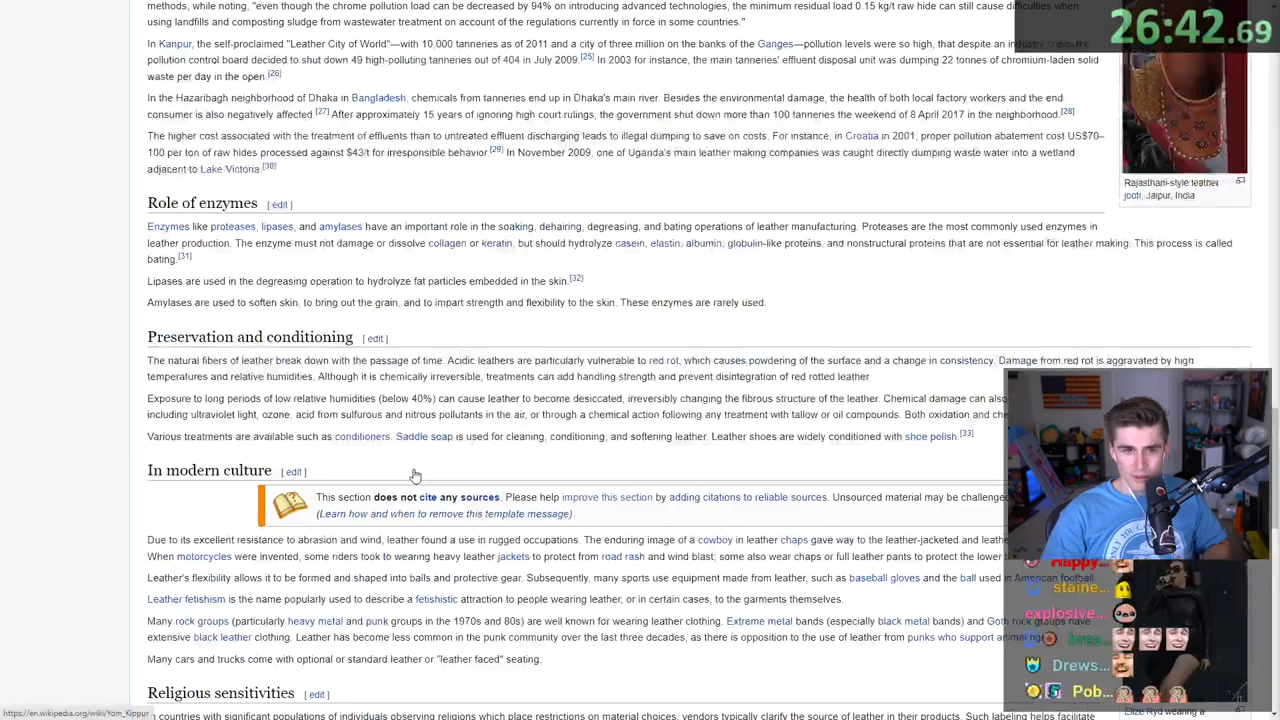 methods, while noting, "even though the chrome pollution load can be decreased by 94% on introducing advanced technologies, the minimum residual load 0.15 kg/t raw hide can still cause difficulties when
using landfills and composting sludge from wastewater treatment on account of the regulations currently in force in some countries."
26:42.69
In Kanpur, the self-proclaimed "Leather City of World"—with 10,000 tanneries as of 2011 and a city of three million on the banks of the Ganges—pollution levels were so high, that despite an industry the
pollution control board decided to shut down 49 high-polluting tanneries out of 404 in July 2009.[25] In 2003 for instance, the main tanneries' effluent disposal unit was dumping 22 tonnes of chromium-laden solid
waste per day in the open.[26]
In the Hazaribagh neighborhood of Dhaka in Bangladesh, chemicals from tanneries end up in Dhaka's main river. Besides the environmental damage, the health of both local factory workers and the end
consumer is also negatively affected.[27] After approximately 15 years of ignoring high court rulings, the government shut down more than 100 tanneries the weekend of 8 April 2017 in the neighborhood.[28]
The higher cost associated with the treatment of effluents than to untreated effluent discharging leads to illegal dumping to save on costs. For instance, in Croatia in 2001, proper pollution abatement cost US$70–
100 per ton of raw hides processed against $43/t for irresponsible behavior.[29] In November 2009, one of Uganda's main leather making companies was caught directly dumping waste water into a wetland
adjacent to Lake Victoria.[30]
Rajasthani-style leather
jooti, Jaipur, India
Role of enzymes [ edit ]
Enzymes like proteases, lipases, and amylases have an important role in the soaking, dehairing, degreasing, and bating operations of leather manufacturing. Proteases are the most commonly used enzymes in
leather production. The enzyme must not damage or dissolve collagen or keratin, but should hydrolyze casein, elastin, albumin, globulin-like proteins, and nonstructural proteins that are not essential for leather making. This process is called
bating.[31]
Lipases are used in the degreasing operation to hydrolyze fat particles embedded in the skin.[32]
Amylases are used to soften skin, to bring out the grain, and to impart strength and flexibility to the skin. These enzymes are rarely used.
Preservation and conditioning [ edit ]
The natural fibers of leather break down with the passage of time. Acidic leathers are particularly vulnerable to red rot, which causes powdering of the surface and a change in consistency. Damage from red rot is aggravated by high
temperatures and relative humidities. Although it is chemically irreversible, treatments can add handling strength and prevent disintegration of red rotted leather
Exposure to long periods of low relative humidities (below 40%) can cause leather to become desiccated, irreversibly changing the fibrous structure of the leather. Chemical damage can also
including ultraviolet light, ozone, acid from sulfurous and nitrous pollutants in the air, or through a chemical action following any treatment with tallow or oil compounds. Both oxidation and che
Various treatments are available such as conditioners. Saddle soap is used for cleaning, conditioning, and softening leather. Leather shoes are widely conditioned with shoe polish.[33]
In modern culture [ edit ]
This section does not cite any sources. Please help improve this section by adding citations to reliable sources. Unsourced material may be challenged
(Learn how and when to remove this template message)
Due to its excellent resistance to abrasion and wind, leather found a use in rugged occupations. The enduring image of a cowboy in leather chaps gave way to the leather-jacketed and leathe
When motorcycles were invented, some riders took to wearing heavy leather jackets to protect from road rash and wind blast; some also wear chaps or full leather pants to protect the lower
Leather's flexibility allows it to be formed and shaped into balls and protective gear. Subsequently, many sports use equipment made from leather, such as baseball gloves and the ball used in American football
Leather fetishism is the name popularly used to describe a fetishistic attraction to people wearing leather, or in certain cases, to the garments themselves.
Many rock groups (particularly heavy metal and punk groups in the 1970s and 80s) are well known for wearing leather clothing. Extreme metal bands (especially black metal bands) and Goth rock groups have
extensive black leather clothing. Leather has become less common in the punk community over the last three decades, as there is opposition to the use of leather from punks who support animal
Many cars and trucks come with optional or standard leather or "leather faced" seating.
Religious sensitivities [ edit ]
In countries with significant populations of individuals observing religions which place restrictions on material choices, vendors typically clarify the source of leather in their products. Such labeling helps facilitate
https://en.wikipedia.org/wiki/Yom_Kippur
Happy...
staine...
explosive...
krea...
Drews...
Pob...
Elize Ryd wearing a